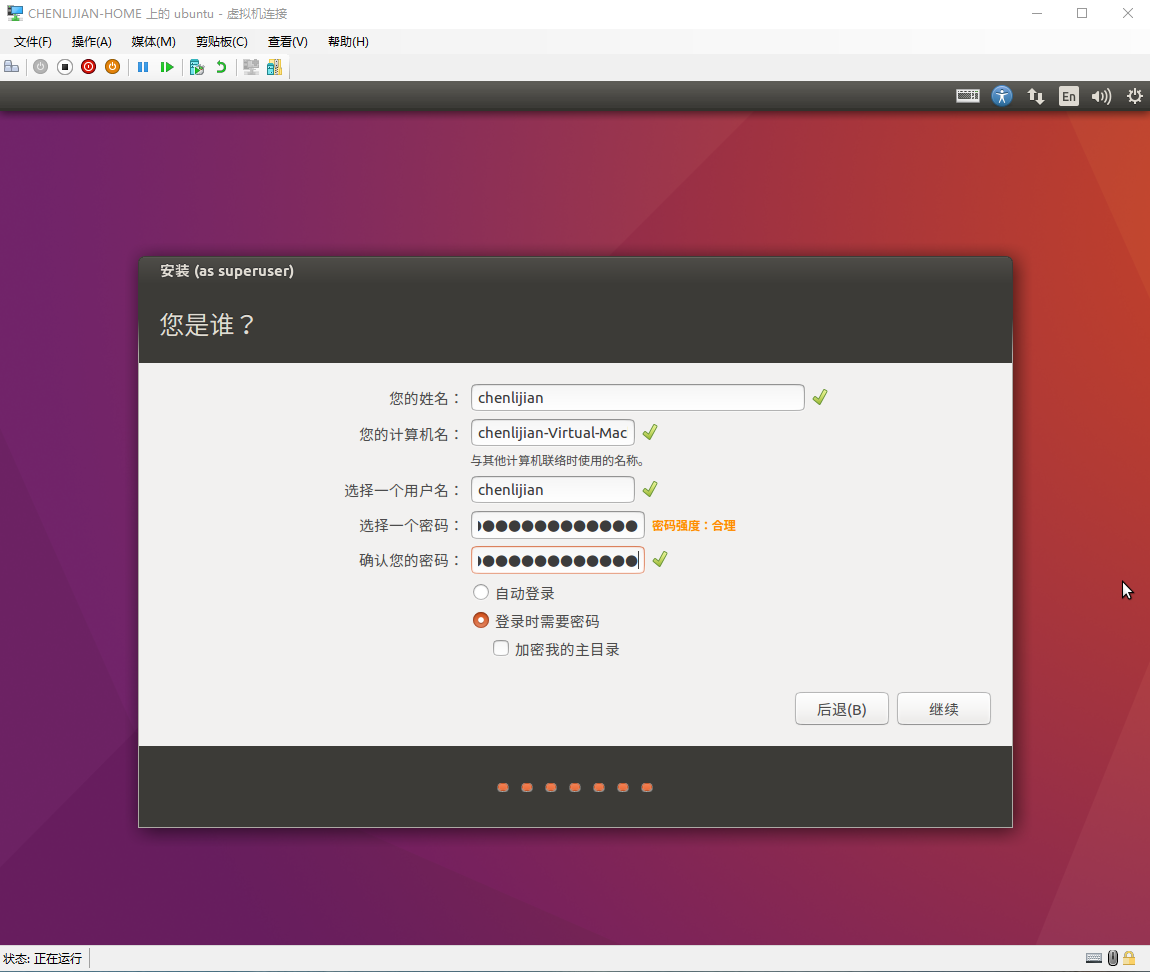 CHENLIJIAN-HOME 上的 ubuntu - 虚拟机连接
文件(F) 操作(A) 媒体(M) 剪贴板(C) 查看(V) 帮助(H)
En
安装 (as superuser)
您是谁？
您的姓名： chenlijian
您的计算机名： chenlijian-Virtual-Mac
与其他计算机联络时使用的名称。
选择一个用户名： chenlijian
选择一个密码： 密码强度：合理
确认您的密码：
自动登录
登录时需要密码
加密我的主目录
后退(B) 继续
状态: 正在运行